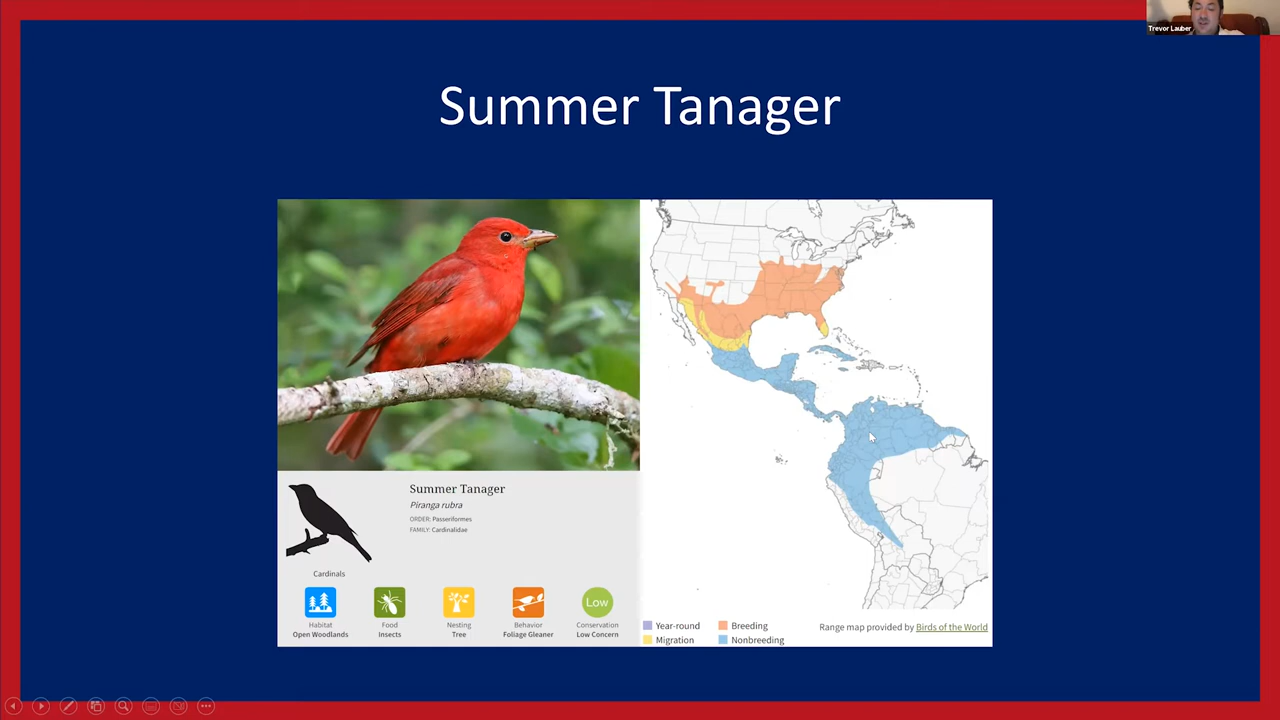 Trevor Lauber
Summer Tanager
Summer Tanager
Piranga rubra
ORDER: Passeriformes
FAMILY: Cardinalidae
Cardinals
Low
Habitat
Open Woodlands
Food
Insects
Nesting
Tree
Behavior
Foliage Gleaner
Conservation
Low Concern
Year-round
Breeding
Migration
Nonbreeding
Range map provided by Birds of the World